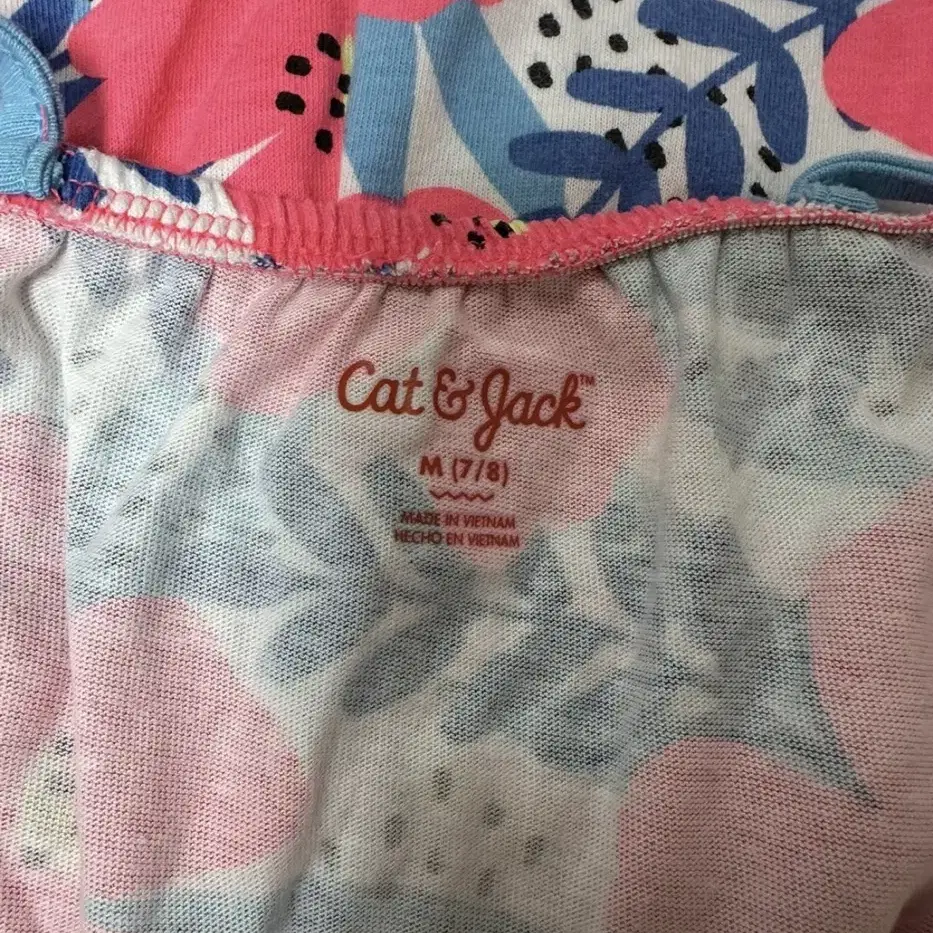 Cat & Jack™
M (7/8)
MADE IN VIETNAM
HECHO EN VIETNAM